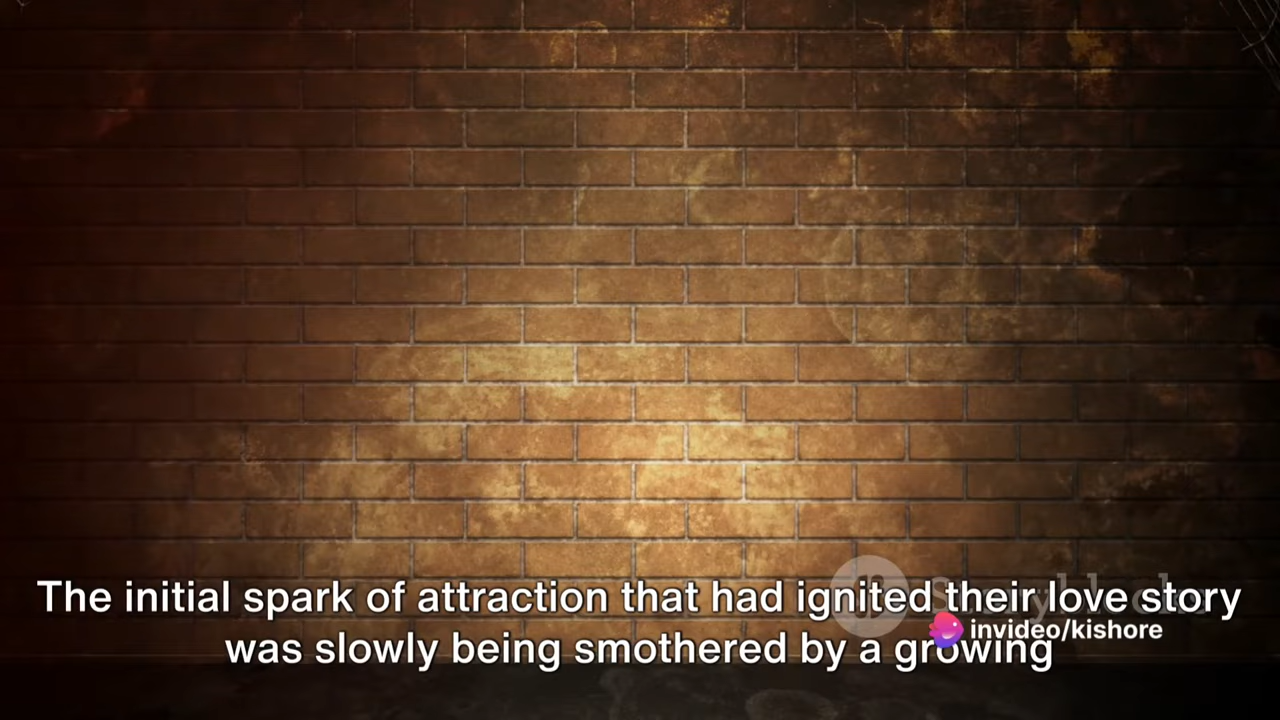 The initial spark of attraction that had ignited their love story
was slowly being smothered by a growing
invideo/kishore